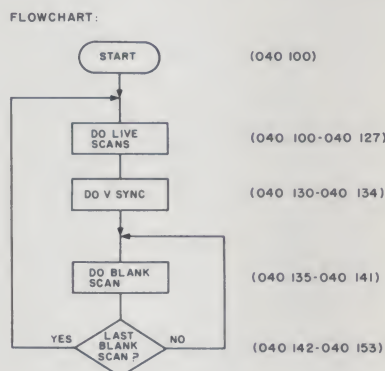 FLOWCHART:
START (040 100)
DO LIVE (040 100-040 127)
SCANS
DO V SYNC (040 130-040 134)
DO BLANK (040 135-040 141)
SCAN
YES LAST NO (040 142-040 153)
BLANK
SCAN?